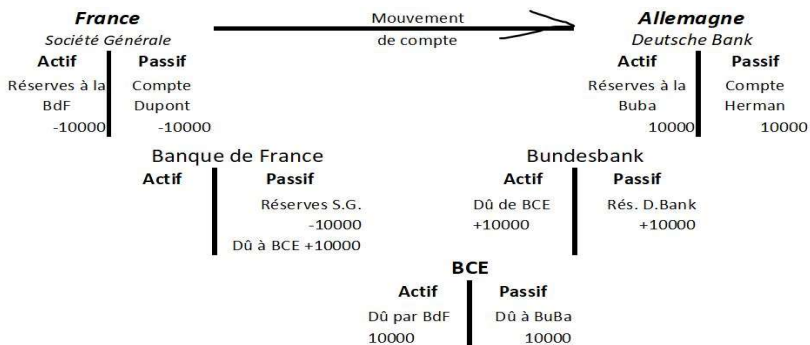 France
Société Générale
Actif Passif
Réserves à la Compte
BdF Dupont
-10000 -10000
Mouvement
de compte
Allemagne
Deutsche Bank
Actif Passif
Réserves à la Compte
Buba Herman
10000 10000
Banque de France
Actif Passif
Réserves S.G.
-10000
Dû à BCE +10000
Bundesbank
Actif Passif
Dû de BCE Rés. D.Bank
+10000 +10000
BCE
Actif Passif
Dû par BdF Dû à BuBa
10000 10000